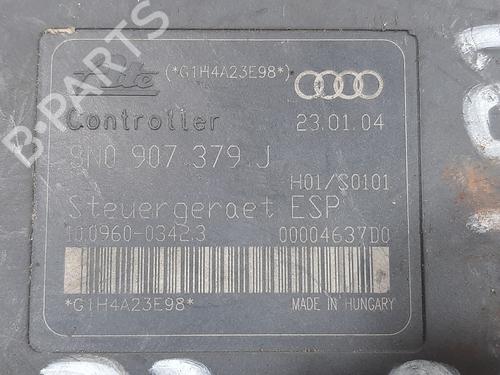 ate (*G1H4A23E98*)
Controller 23.01.04
8N0 907 379 J
H01/S0101
Steuergeraet ESP
10.0960-0342.3 00004637D0
*G1H4A23E98* MADE IN HUNGARY
B-PARTS